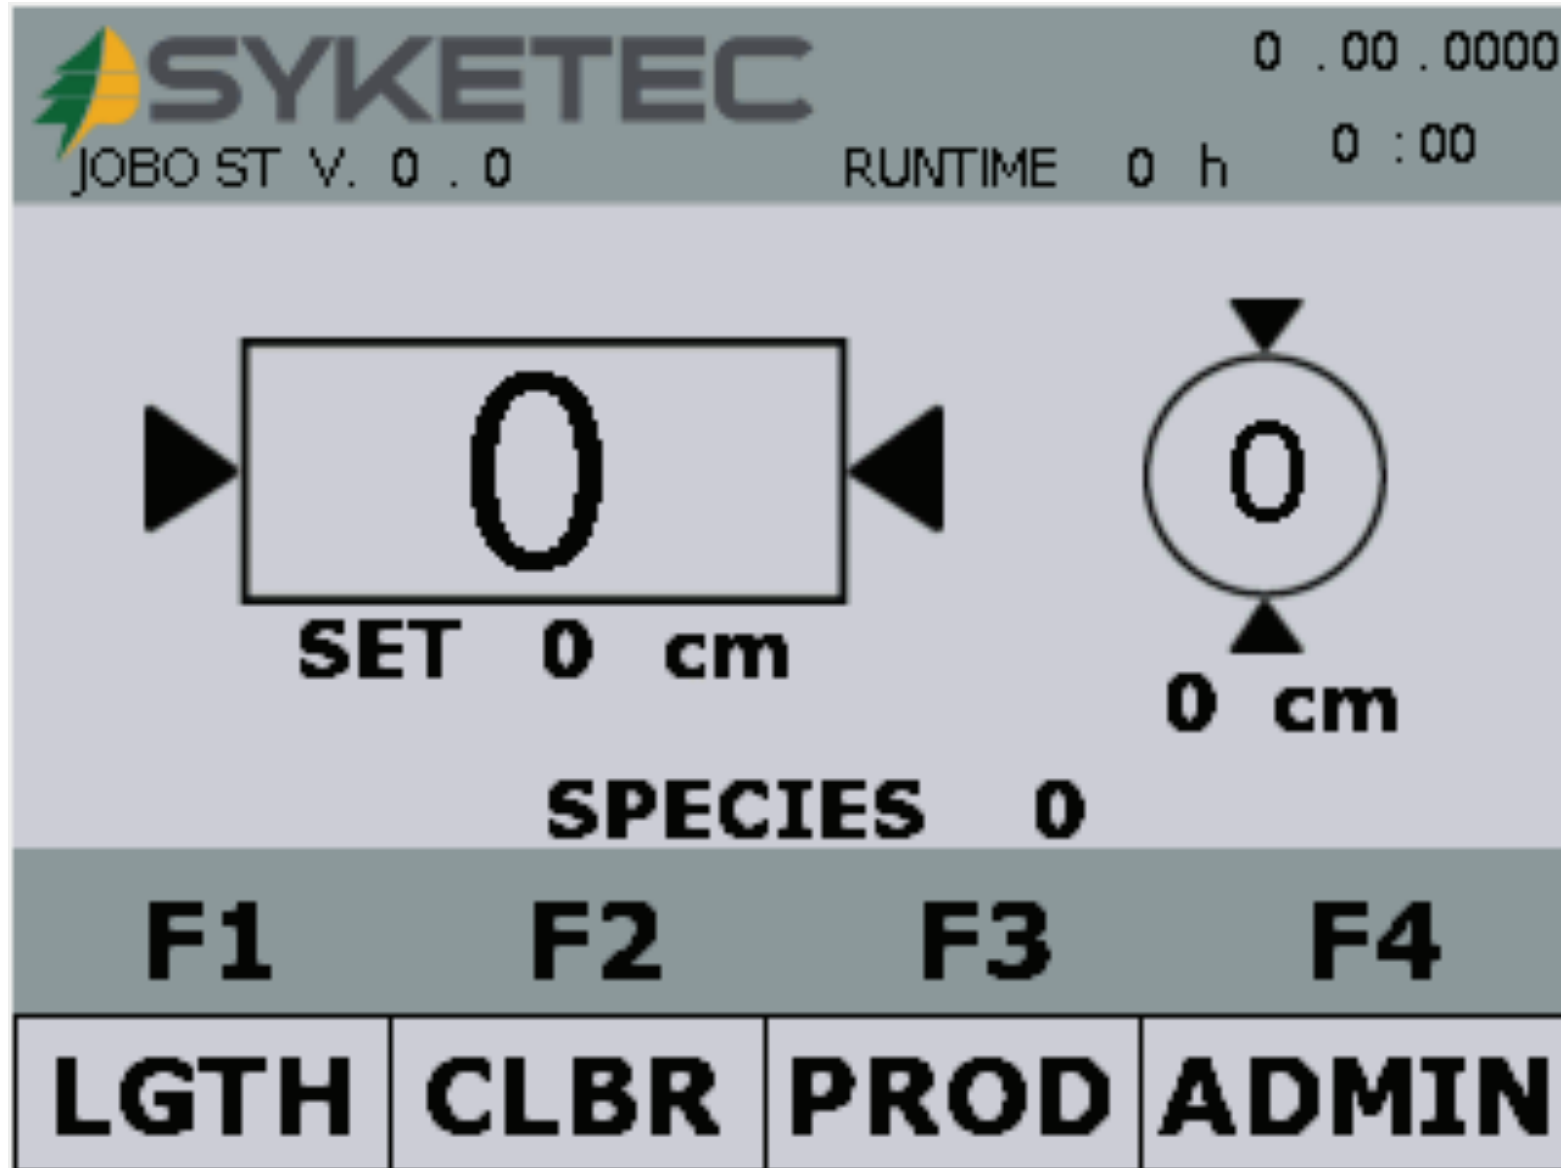 SYKETEC 0 .00 .0000
JOBO ST V. 0 . 0 RUNTIME 0 h 0 :00
0 0
SET 0 cm
0 cm
SPECIES 0
F1 F2 F3 F4
LGTH CLBR PROD ADMIN